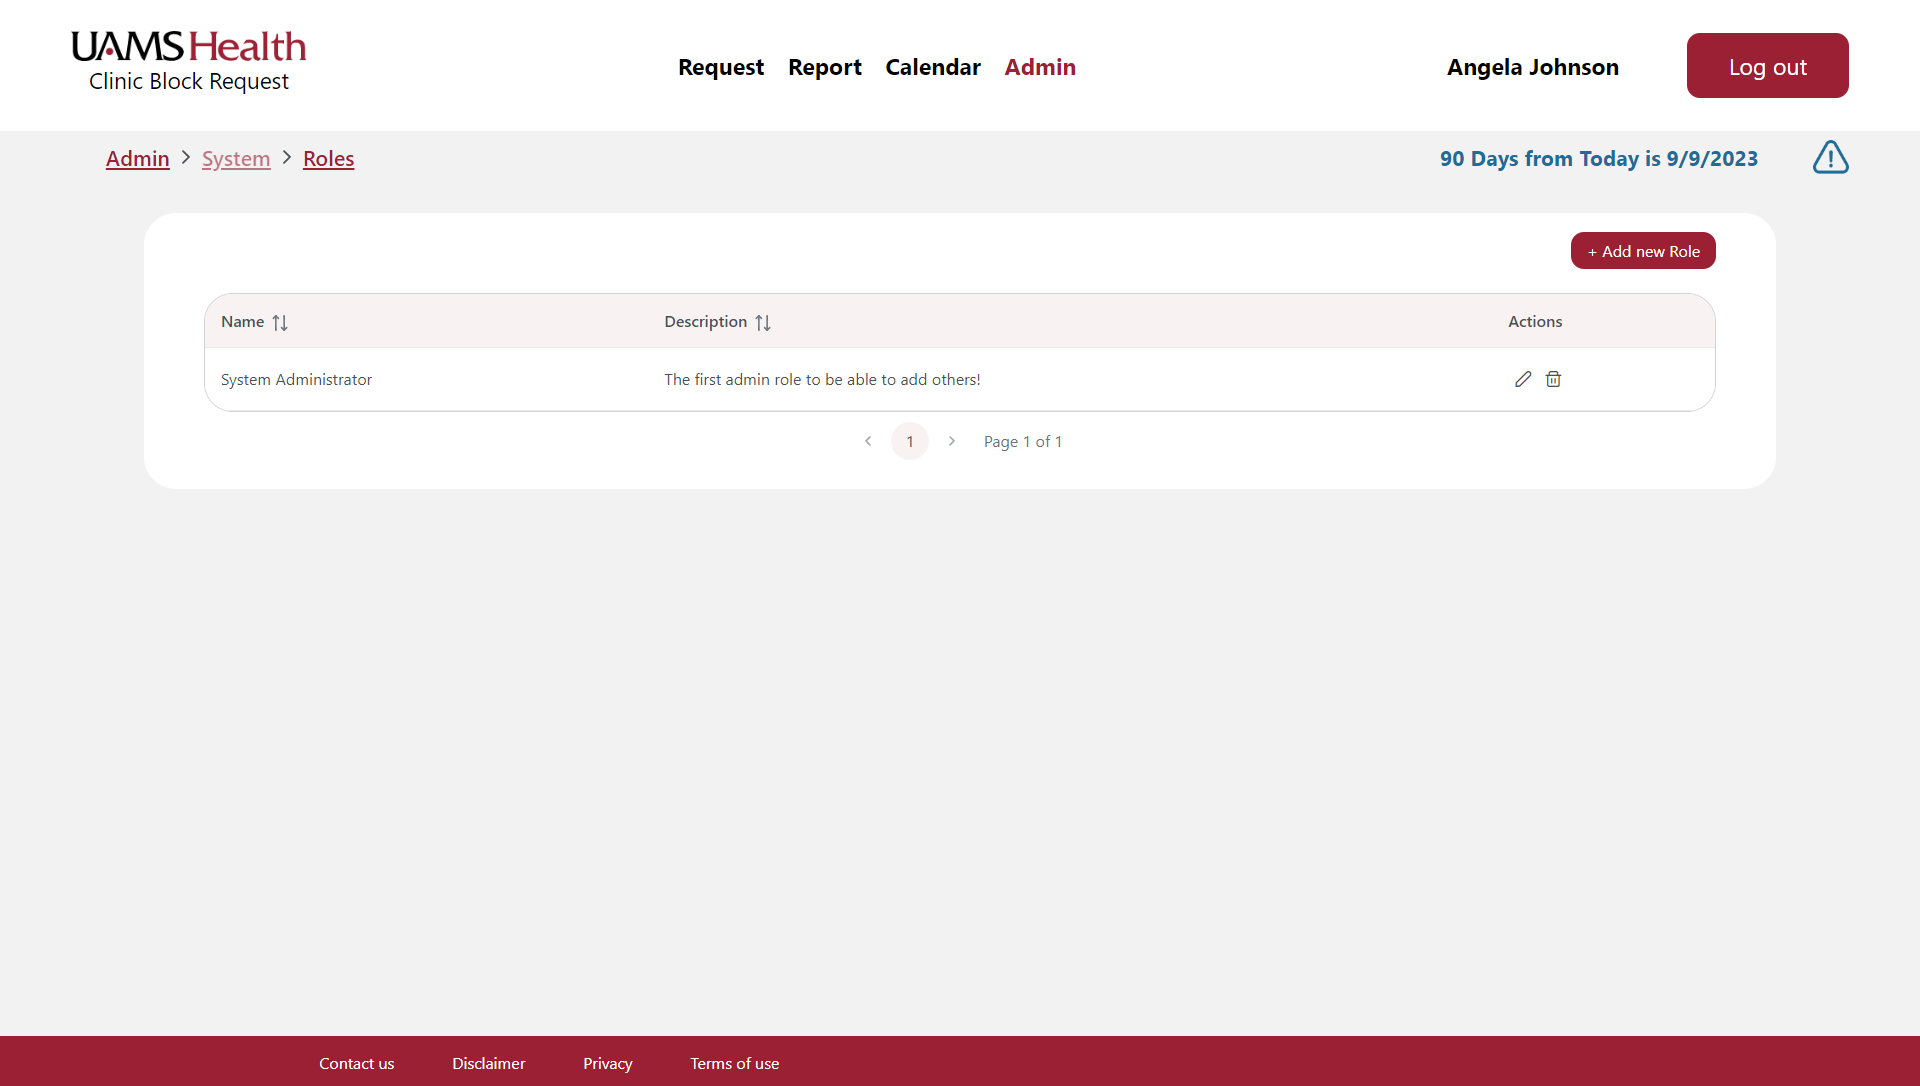 UAMS Health
Clinic Block Request
Request Report Calendar Admin
Angela Johnson
Log out
Admin > System > Roles
90 Days from Today is 9/9/2023
+ Add new Role
Name Description Actions
System Administrator The first admin role to be able to add others!
1 Page 1 of 1
Contact us Disclaimer Privacy Terms of use